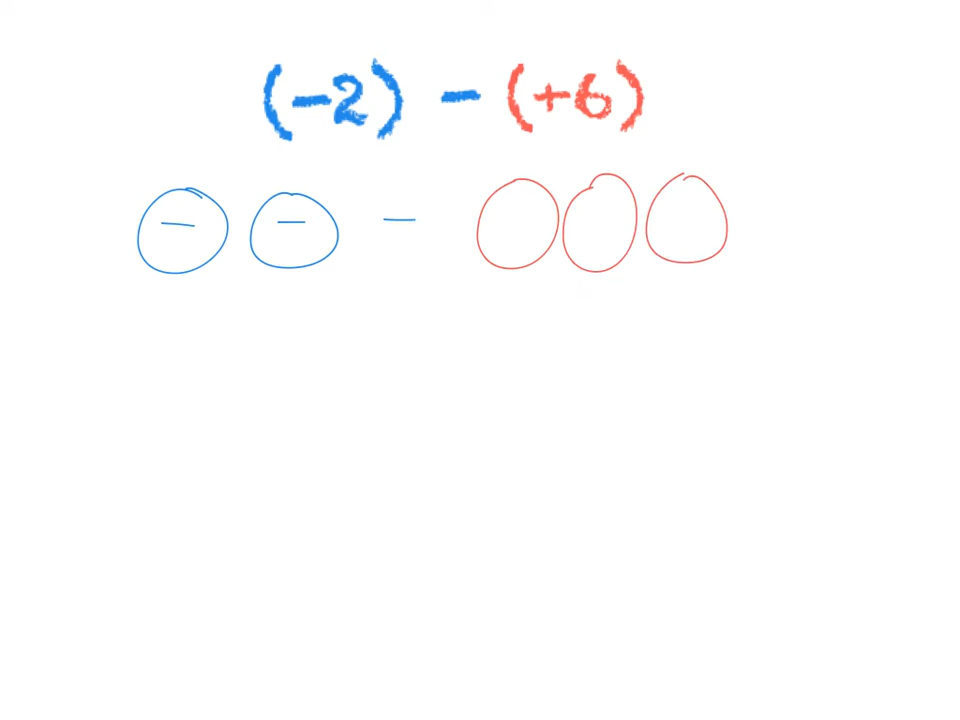 (-2) - (+6)
- - -